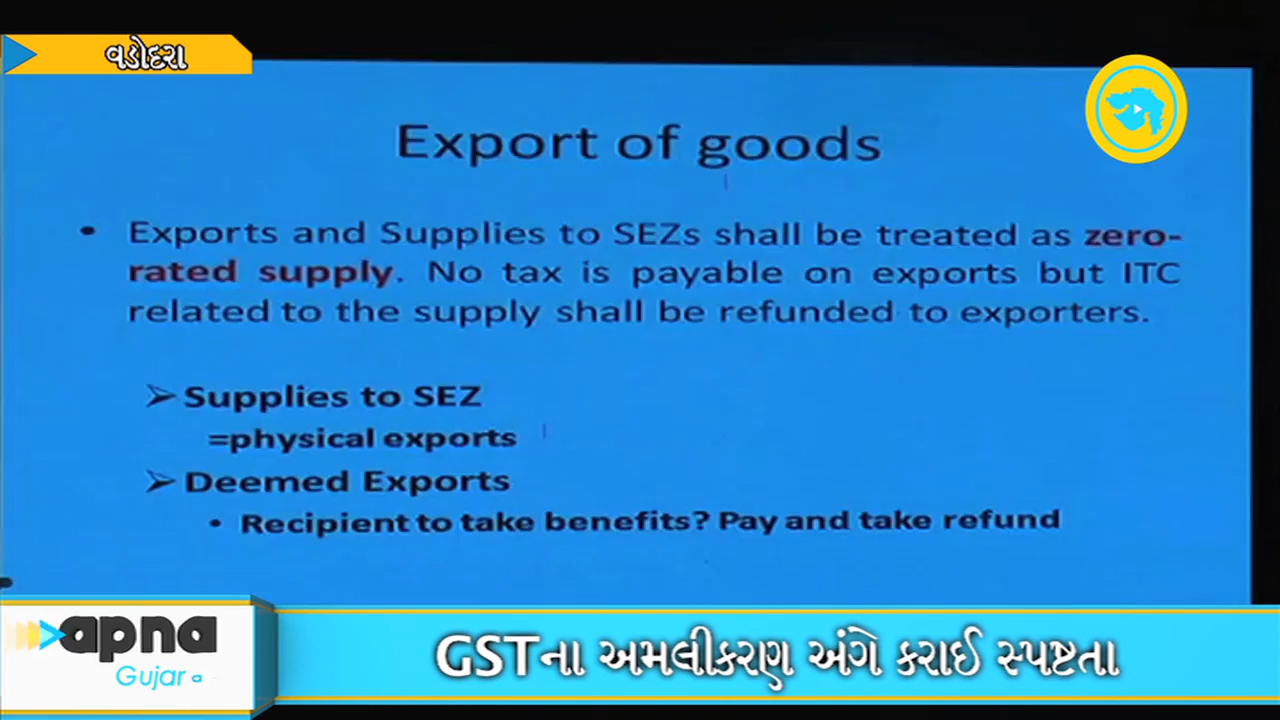 વડોદરા
Export of goods
• Exports and Supplies to SEZs shall be treated as zero-
rated supply. No tax is payable on exports but ITC
related to the supply shall be refunded to exporters.
➢ Supplies to SEZ
=physical exports
➢ Deemed Exports
• Recipient to take benefits? Pay and take refund
apna
Gujar a
GSTના અમલીકરણ અંગે કરાઈ સ્પષ્ટતા